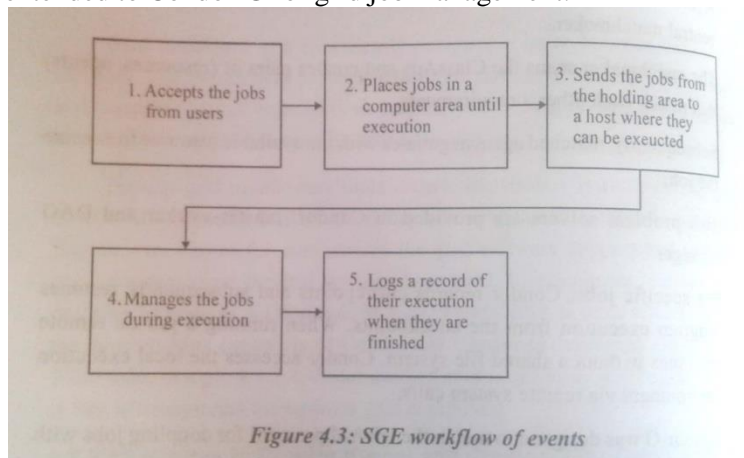 1. Accepts the jobs
from users
2. Places jobs in a
computer area until
execution
3. Sends the jobs from
the holding area to
a host where they
can be exeucted
4. Manages the jobs
during execution
5. Logs a record of
their execution
when they are
finished
Figure 4.3: SGE workflow of events